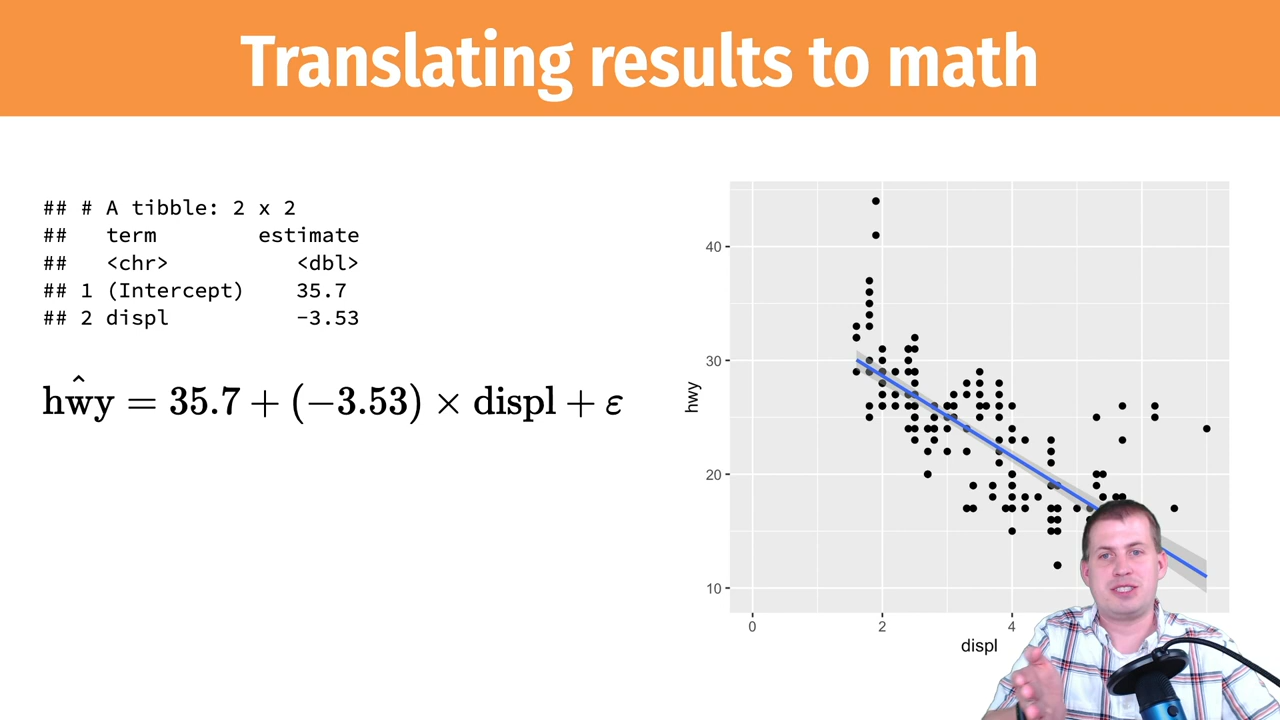 Translating results to math
## # A tibble: 2 x 2
##   term        estimate
##   <chr>          <dbl>
## 1 (Intercept)    35.7
## 2 displ          -3.53
hwy^ = 35.7 + (−3.53) × displ + ε
40
30
20
10
hwy
0
2
4
displ